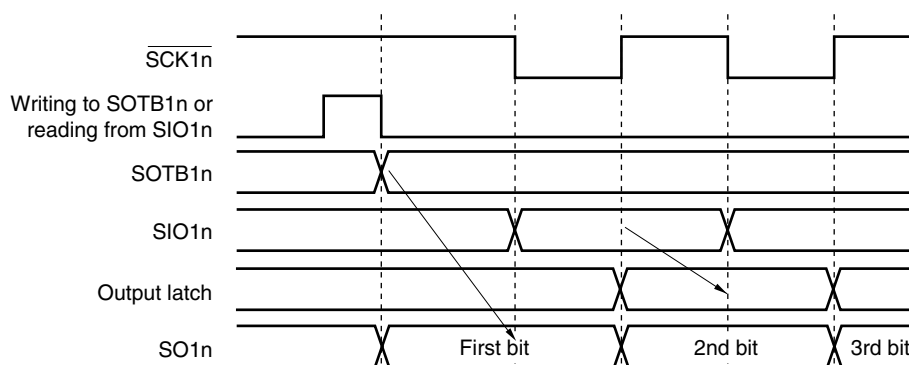 SCK1n
Writing to SOTB1n or
reading from SIO1n
SOTB1n
SIO1n
Output latch
SO1n
First bit
2nd bit
3rd bit